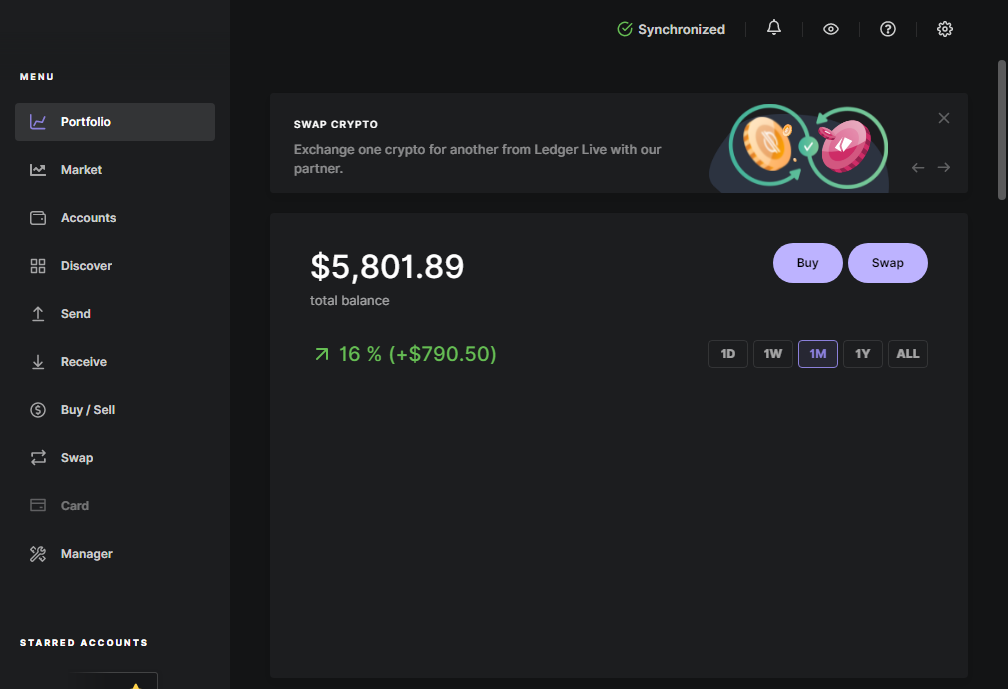 Synchronized
MENU
Portfolio
Market
Accounts
Discover
Send
Receive
Buy / Sell
Swap
Card
Manager
STARRED ACCOUNTS
SWAP CRYPTO
Exchange one crypto for another from Ledger Live with our
partner.
$5,801.89
total balance
Buy
Swap
16 % (+$790.50)
1D
1W
1M
1Y
ALL